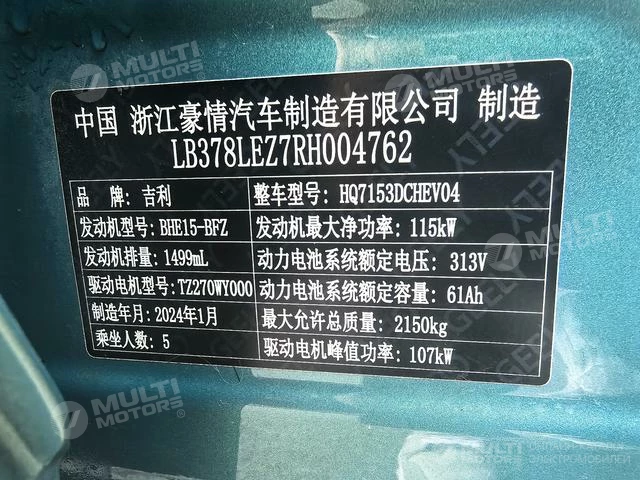 MULTI MOTORS
MULTI MOTORS
中国 浙江豪情汽车制造有限公司 制造
LB378LEZ7RH004762
品 牌: 吉利 整车型号: HQ7153DCHEV04
发动机型号: BHE15-BFZ 发动机最大净功率: 115kW
发动机排量: 1499mL 动力电池系统额定电压: 313V
驱动电机型号: TZ270WY000 动力电池系统额定容量: 61Ah
制造年月: 2024年1月 最大允许总质量: 2150kg
乘坐人数: 5 驱动电机峰值功率: 107kW
MULTI MOTORS
MULTI MOTORS